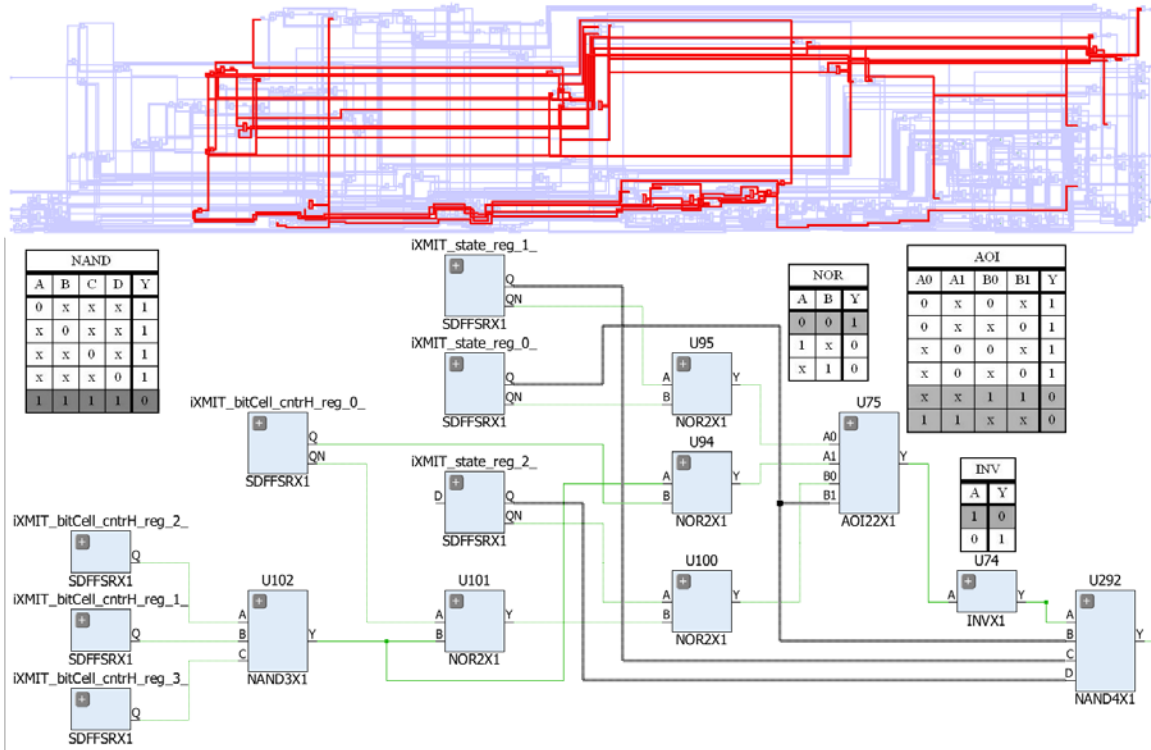 iXMIT_state_reg_1_
Q
QN
SDFFSRX1
NAND
A B C D Y
0 x x x 1
x 0 x x 1
x x 0 x 1
x x x 0 1
1 1 1 1 0
NOR
A B Y
0 0 1
1 x 0
x 1 0
AOI
A0 A1 B0 B1 Y
0 x 0 x 1
0 x x 0 1
x 0 0 x 1
x 0 x 0 1
x x 1 1 0
1 1 x x 0
iXMIT_state_reg_0_
Q
QN
SDFFSRX1
U95
A
B
Y
NOR2X1
iXMIT_bitCell_cntrH_reg_0_
Q
QN
SDFFSRX1
U94
A
B
Y
NOR2X1
U75
A0
A1
B0
B1
Y
AOI22X1
iXMIT_state_reg_2_
D
Q
QN
SDFFSRX1
INV
A Y
1 0
0 1
iXMIT_bitCell_cntrH_reg_2_
Q
SDFFSRX1
iXMIT_bitCell_cntrH_reg_1_
Q
SDFFSRX1
iXMIT_bitCell_cntrH_reg_3_
Q
SDFFSRX1
U102
A
B
C
Y
NAND3X1
U101
A
B
Y
NOR2X1
U100
A
B
Y
NOR2X1
U74
A
Y
INVX1
U292
A
B
C
D
Y
NAND4X1